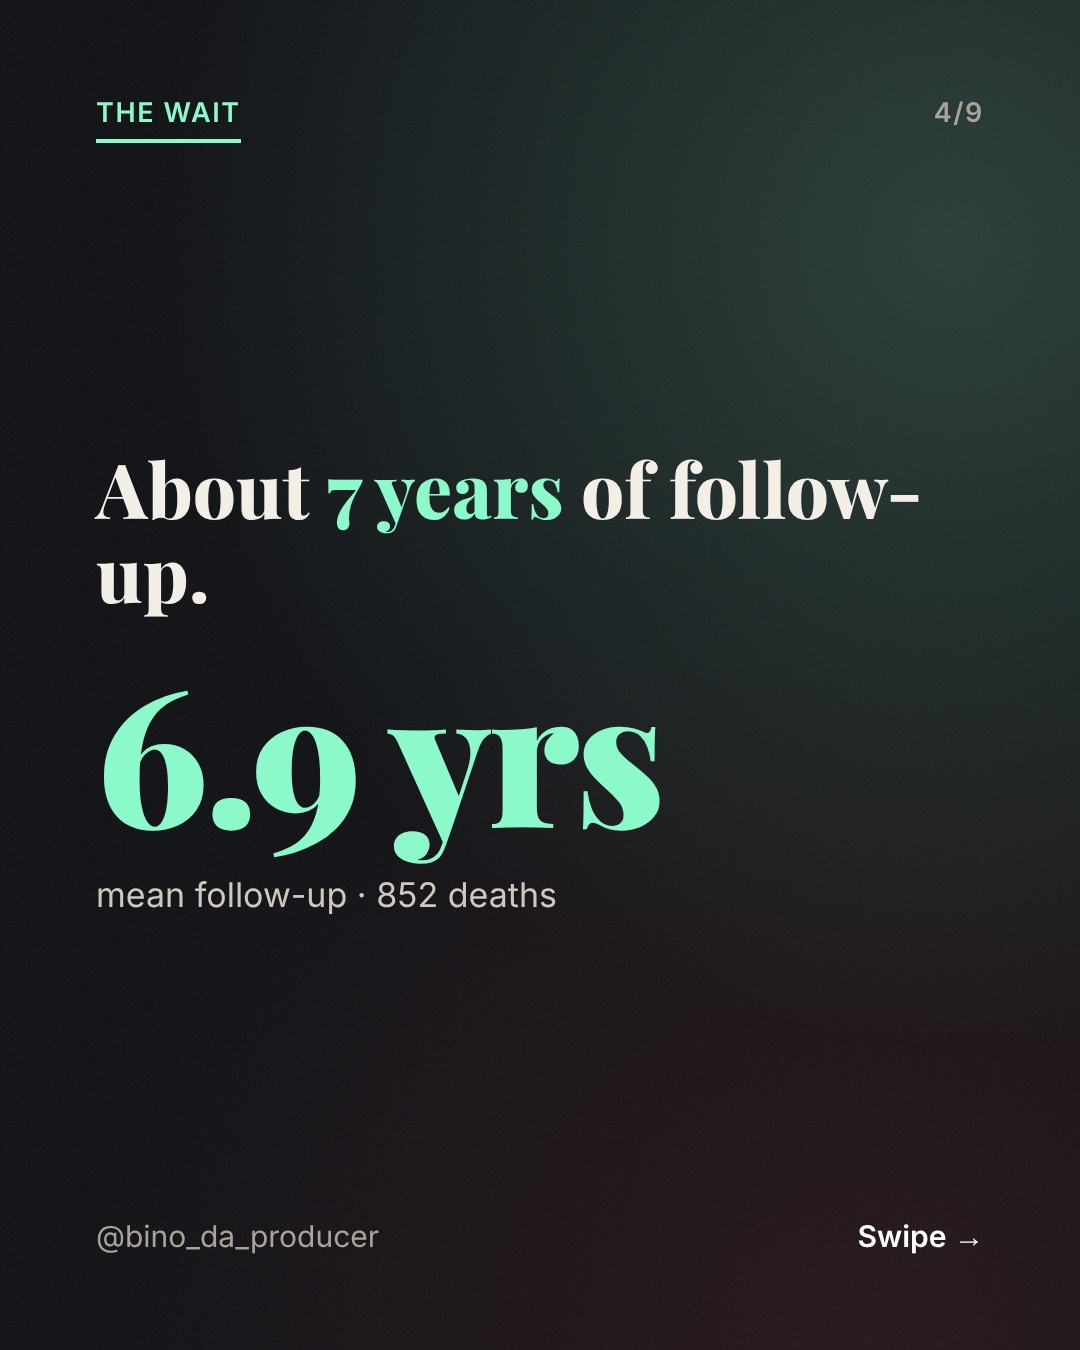 THE WAIT
4/9
About 7 years of follow-
up.
6.9 yrs
mean follow-up · 852 deaths
@bino_da_producer
Swipe →